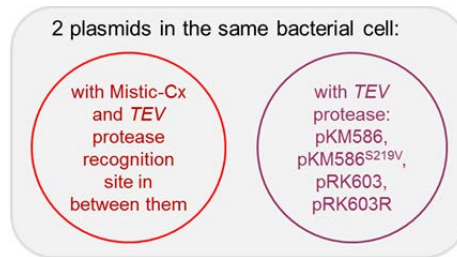 2 plasmids in the same bacterial cell:
with Mistic-Cx
and TEV
protease
recognition
site in
between them
with TEV
protease:
pKM586,
pKM586S219V,
pRK603,
pRK603R